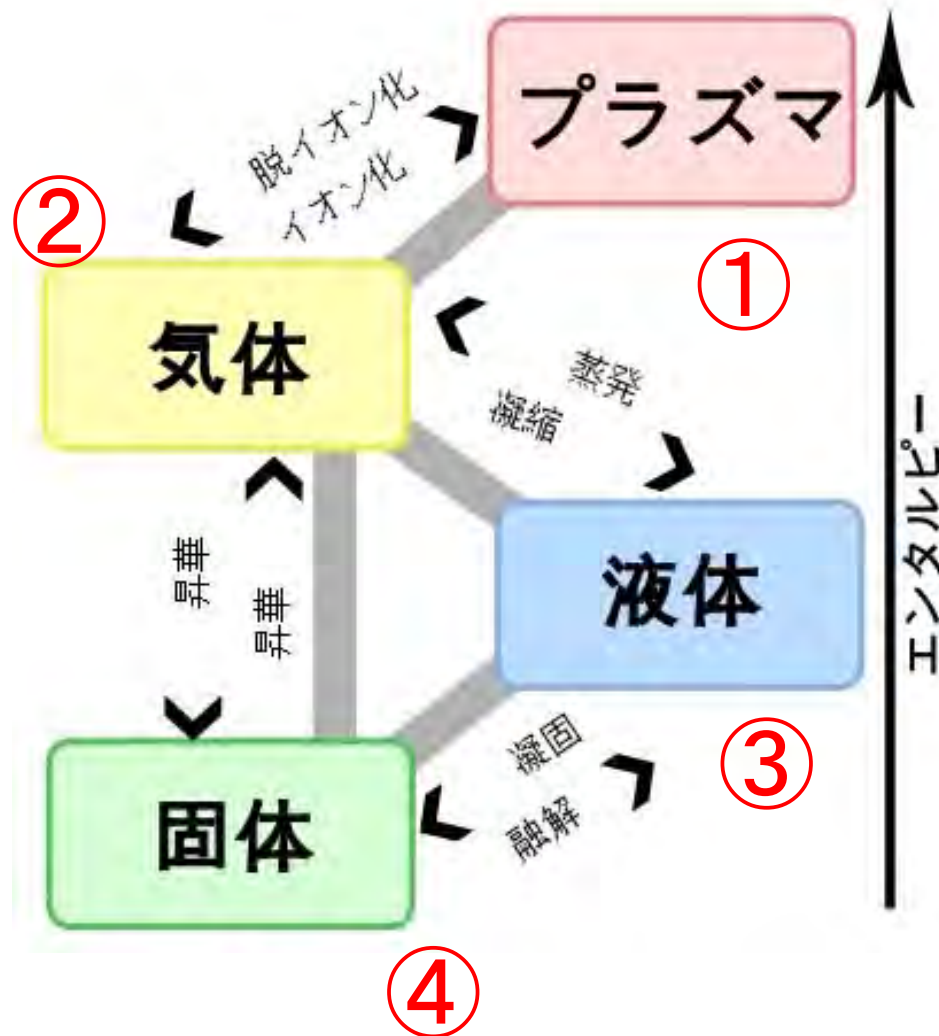 プラズマ
脱イオン化
イオン化
②
①
気体
蒸発
凝縮
エンタルピー
昇華
昇華
液体
凝固
融解
③
固体
④